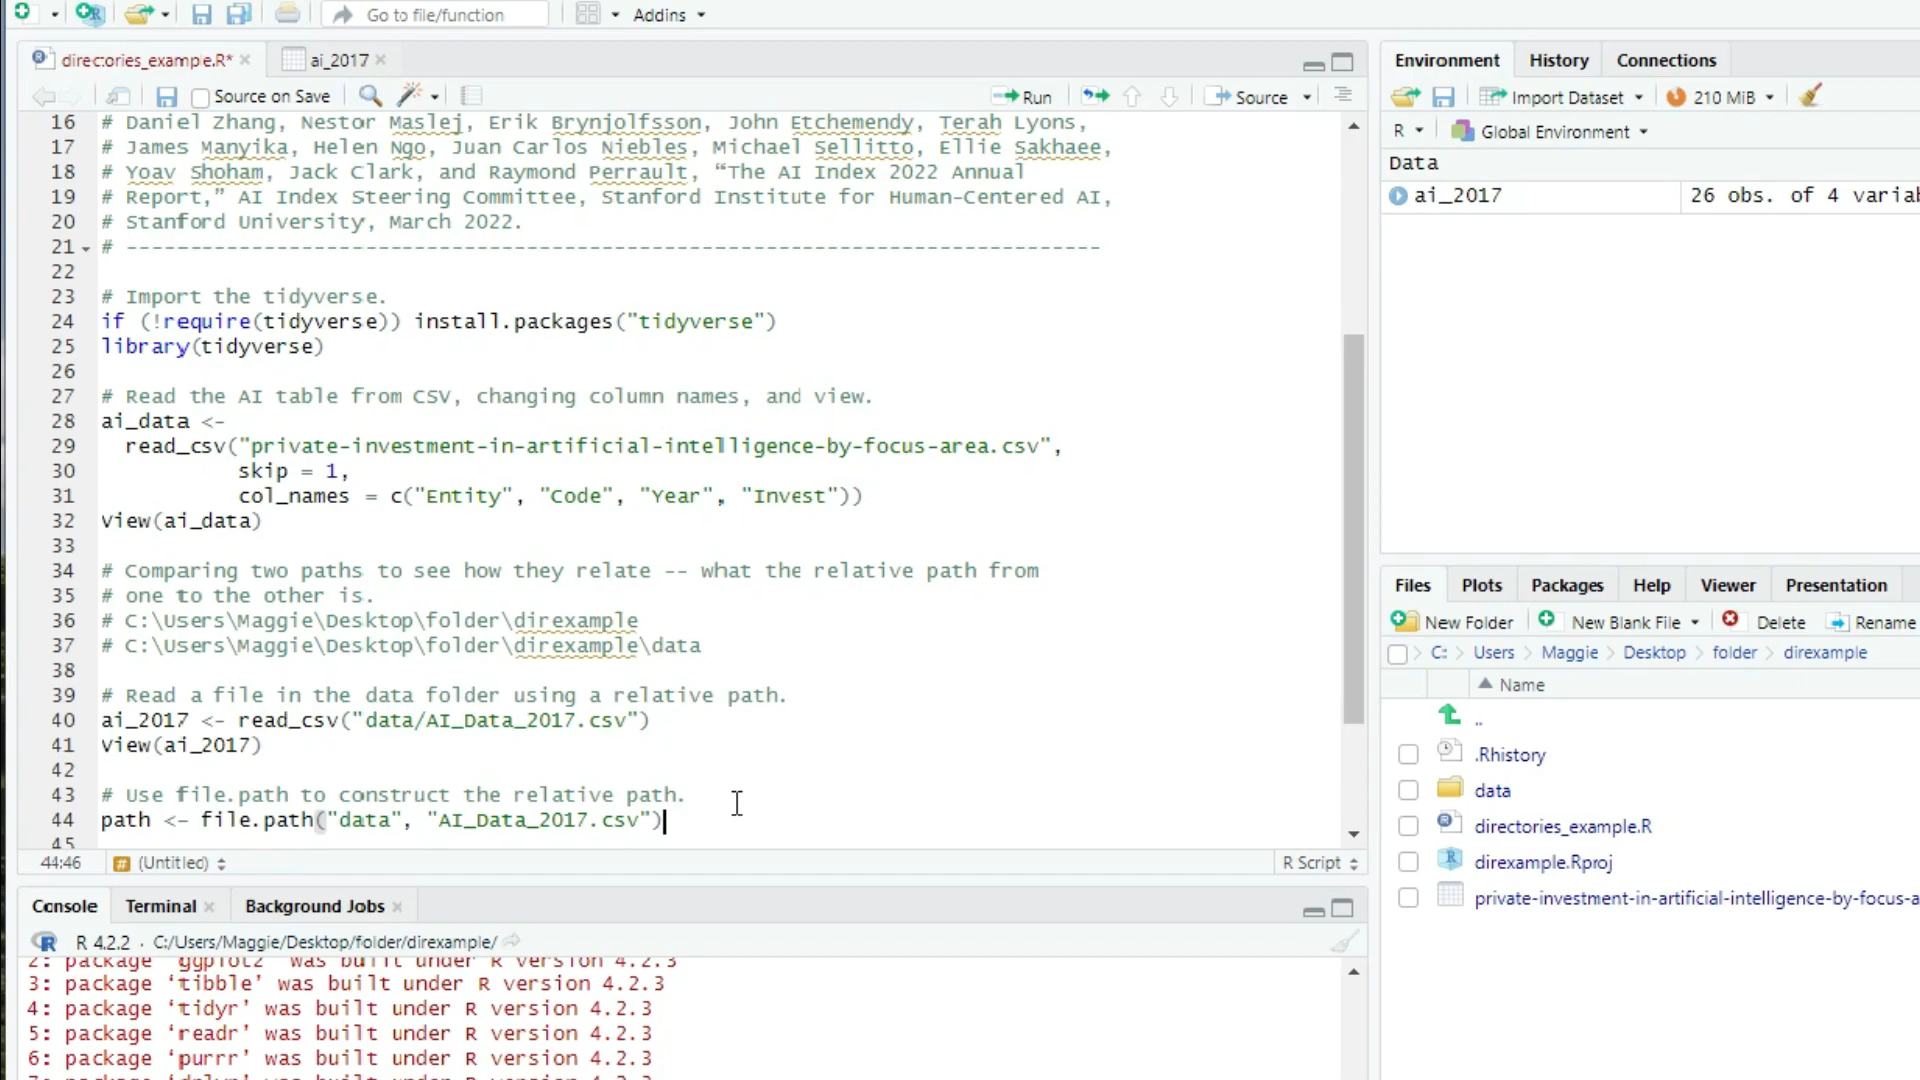 Go to file/function
Addins
directories_example.R*
ai_2017
Source on Save
Run
Source
16 # Daniel Zhang, Nestor Maslej, Erik Brynjolfsson, John Etchemendy, Terah Lyons,
17 # James Manyika, Helen Ngo, Juan Carlos Niebles, Michael Sellitto, Ellie Sakhaee,
18 # Yoav Shoham, Jack Clark, and Raymond Perrault, “The AI Index 2022 Annual
19 # Report,” AI Index Steering Committee, Stanford Institute for Human-Centered AI,
20 # Stanford University, March 2022.
21 # ------------------------------------------------------------------------------
22
23 # Import the tidyverse.
24 if (!require(tidyverse)) install.packages("tidyverse")
25 library(tidyverse)
26
27 # Read the AI table from CSV, changing column names, and view.
28 ai_data <-
29 read_csv("private-investment-in-artificial-intelligence-by-focus-area.csv",
30 skip = 1,
31 col_names = c("Entity", "Code", "Year", "Invest"))
32 View(ai_data)
33
34 # Comparing two paths to see how they relate -- what the relative path from
35 # one to the other is.
36 # C:\Users\Maggie\Desktop\folder\direxample
37 # C:\Users\Maggie\Desktop\folder\direxample\data
38
39 # Read a file in the data folder using a relative path.
40 ai_2017 <- read_csv("data/AI_Data_2017.csv")
41 View(ai_2017)
42
43 # Use file.path to construct the relative path.
44 path <- file.path("data", "AI_Data_2017.csv")
45
44:46 (Untitled) R Script
Console Terminal Background Jobs
R 4.2.2 · C:/Users/Maggie/Desktop/folder/direxample/
2: package ‘ggplot2’ was built under R version 4.2.3
3: package ‘tibble’ was built under R version 4.2.3
4: package ‘tidyr’ was built under R version 4.2.3
5: package ‘readr’ was built under R version 4.2.3
6: package ‘purrr’ was built under R version 4.2.3
Environment History Connections
Import Dataset 210 MiB
R Global Environment
Data
ai_2017 26 obs. of 4 variab
Files Plots Packages Help Viewer Presentation
New Folder New Blank File Delete Rename
C: Users Maggie Desktop folder direxample
Name
..
.Rhistory
data
directories_example.R
direxample.Rproj
private-investment-in-artificial-intelligence-by-focus-a